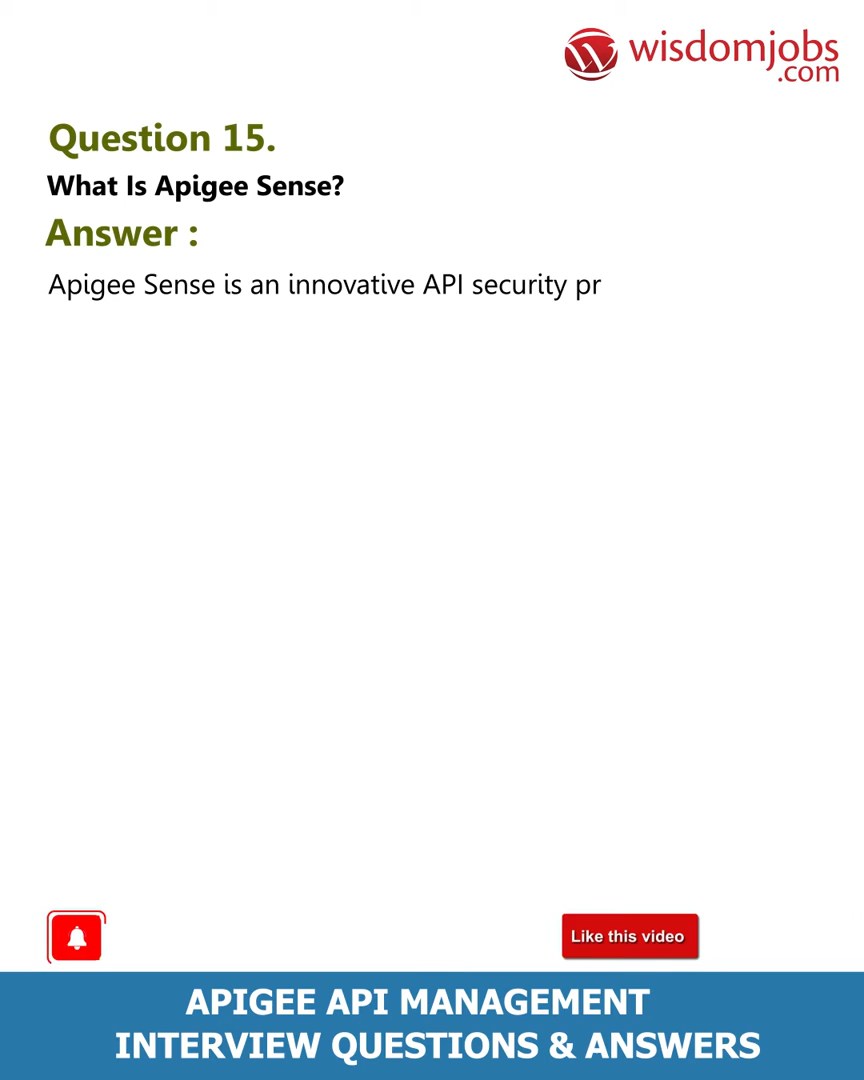 wisdomjobs
.com
Question 15.
What Is Apigee Sense?
Answer :
Apigee Sense is an innovative API security pr
Like this video
APIGEE API MANAGEMENT
INTERVIEW QUESTIONS & ANSWERS